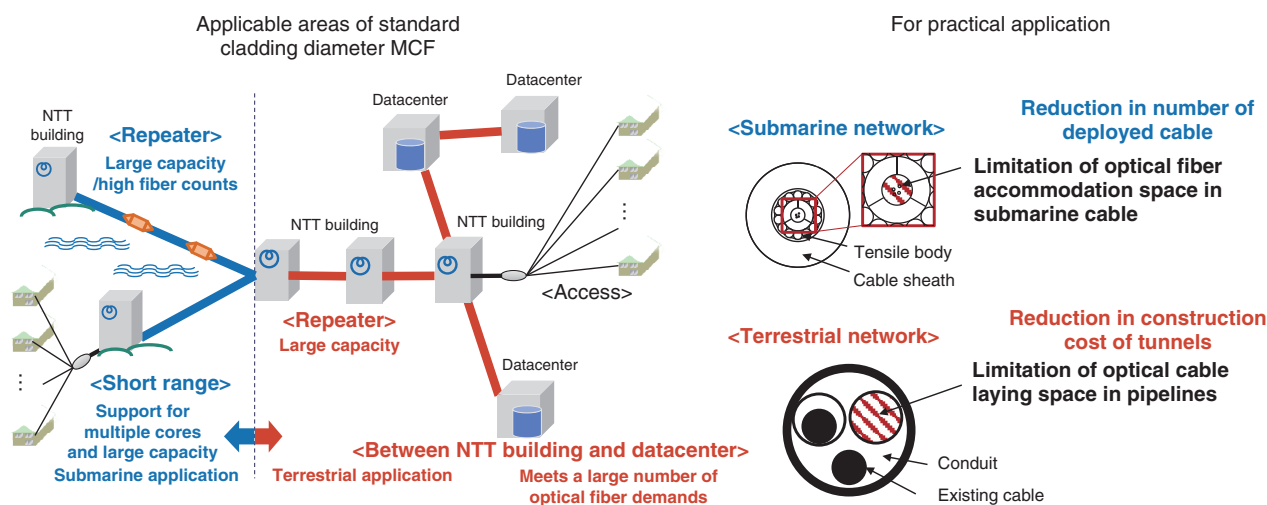 Applicable areas of standard
cladding diameter MCF
For practical application
NTT
building
<Repeater>
Large capacity
/high fiber counts
Datacenter
Datacenter
NTT building
NTT building
<Access>
<Repeater>
Large capacity
Datacenter
<Short range>
Support for
multiple cores
and large capacity
Submarine application
Terrestrial application
<Between NTT building and datacenter>
Meets a large number of
optical fiber demands
<Submarine network>
Reduction in number of
deployed cable
Limitation of optical fiber
accommodation space in
submarine cable
Tensile body
Cable sheath
<Terrestrial network>
Reduction in construction
cost of tunnels
Limitation of optical cable
laying space in pipelines
Conduit
Existing cable